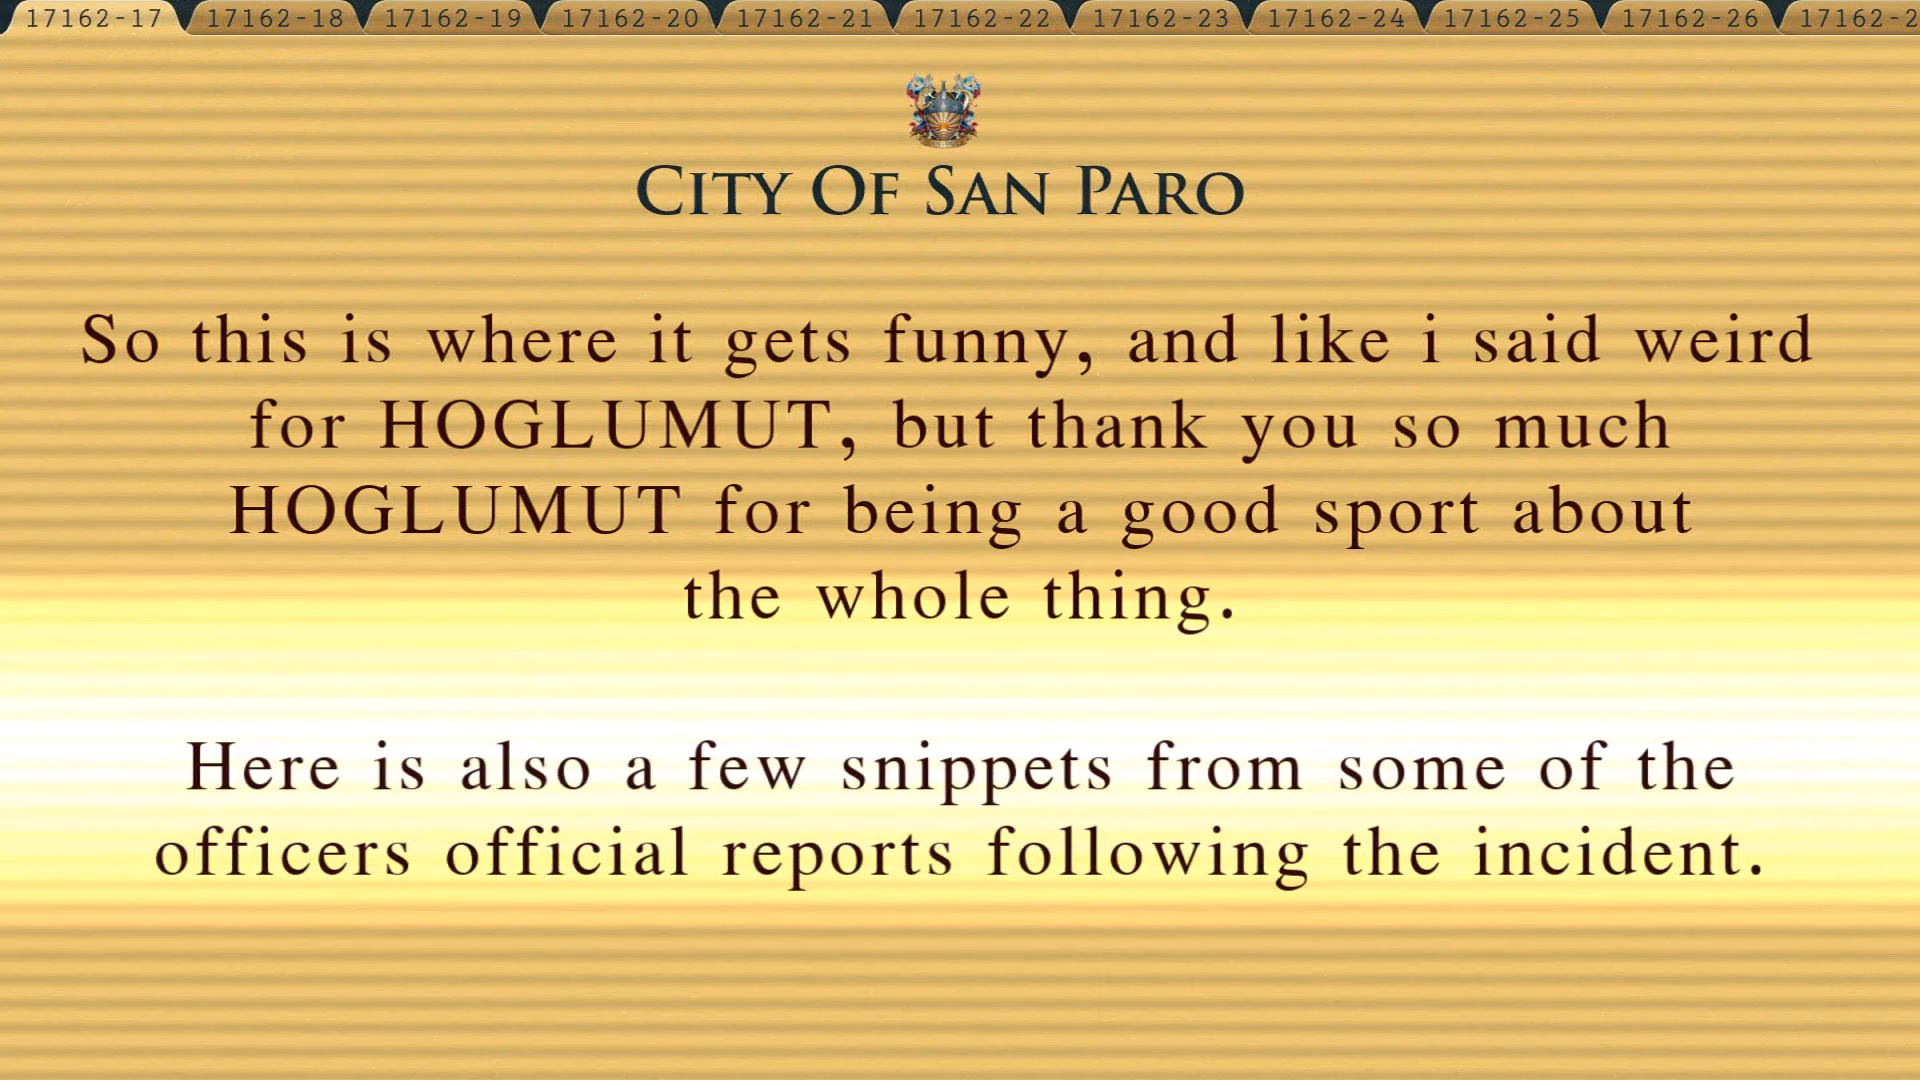 17162-17 17162-18 17162-19 17162-20 17162-21 17162-22 17162-23 17162-24 17162-25 17162-26 17162-2
City Of San Paro
So this is where it gets funny, and like i said weird
for HOGLUMUT, but thank you so much
HOGLUMUT for being a good sport about
the whole thing.
Here is also a few snippets from some of the
officers official reports following the incident.